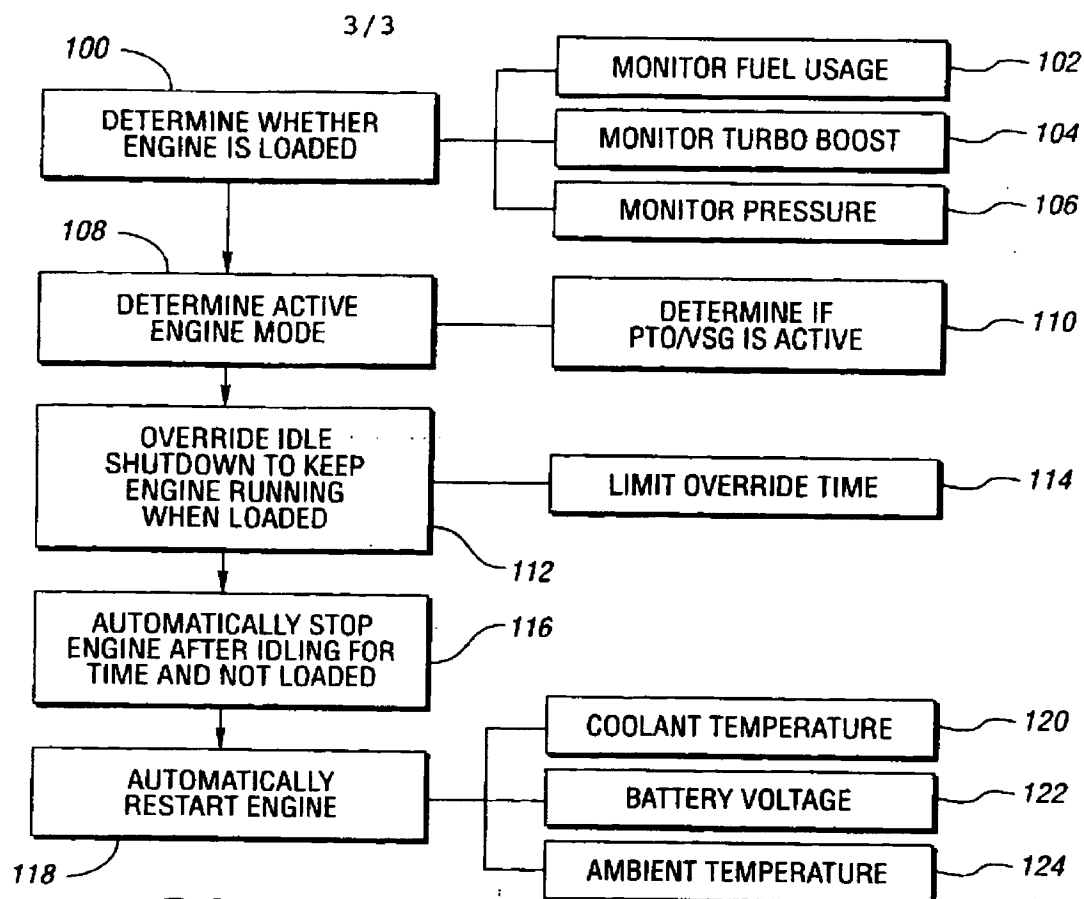 3/3
100
DETERMINE WHETHER
ENGINE IS LOADED
MONITOR FUEL USAGE
102
MONITOR TURBO BOOST
104
MONITOR PRESSURE
106
108
DETERMINE ACTIVE
ENGINE MODE
DETERMINE IF
PTO/VSG IS ACTIVE
110
OVERRIDE IDLE
SHUTDOWN TO KEEP
ENGINE RUNNING
WHEN LOADED
112
LIMIT OVERRIDE TIME
114
AUTOMATICALLY STOP
ENGINE AFTER IDLING FOR
TIME AND NOT LOADED
116
AUTOMATICALLY
RESTART ENGINE
118
COOLANT TEMPERATURE
120
BATTERY VOLTAGE
122
AMBIENT TEMPERATURE
124